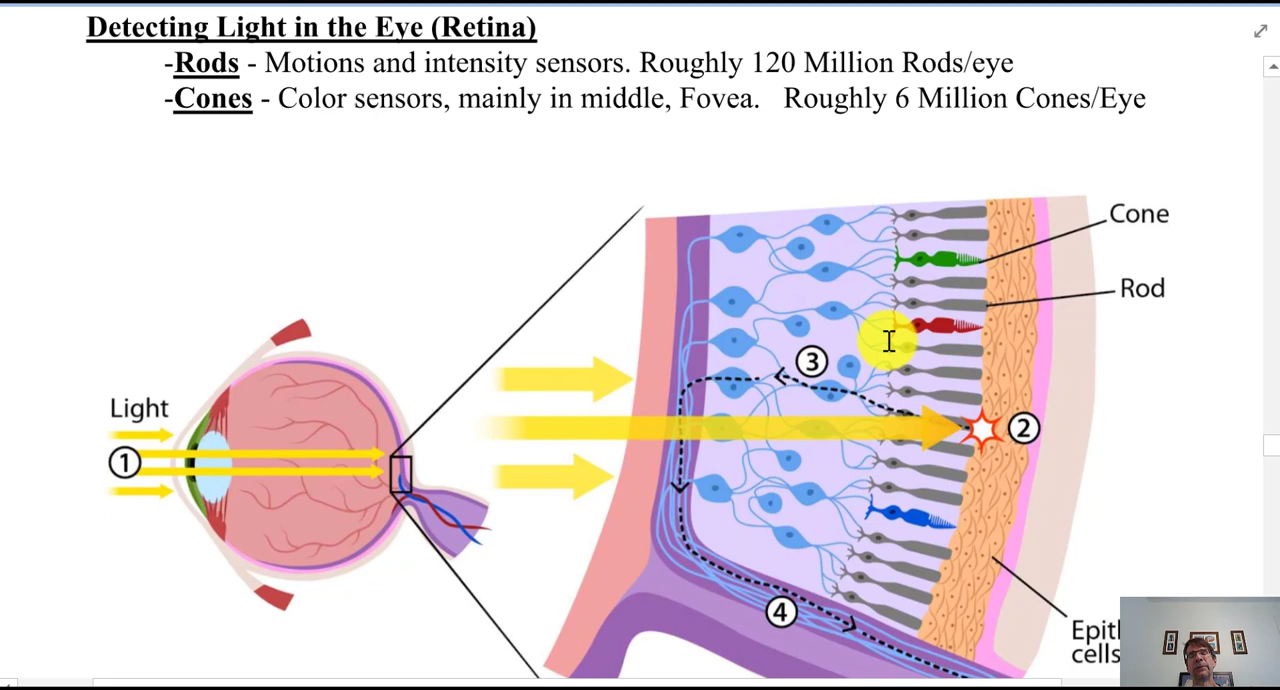 Detecting Light in the Eye (Retina)
-Rods - Motions and intensity sensors. Roughly 120 Million Rods/eye
-Cones - Color sensors, mainly in middle, Fovea. Roughly 6 Million Cones/Eye
Cone
Rod
Light
1
2
3
4
cells